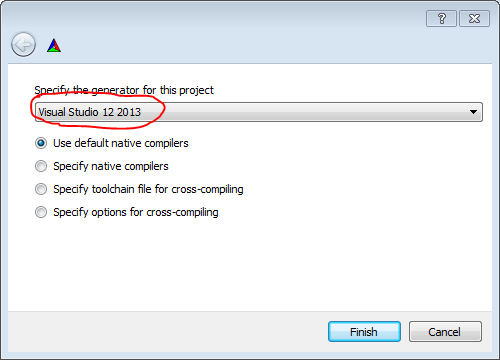 Specify the generator for this project
Visual Studio 12 2013
Use default native compilers
Specify native compilers
Specify toolchain file for cross-compiling
Specify options for cross-compiling
Finish Cancel